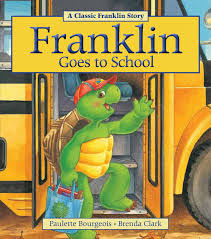 A Classic Franklin Story
Franklin
Goes to School
Paulette Bourgeois • Brenda Clark